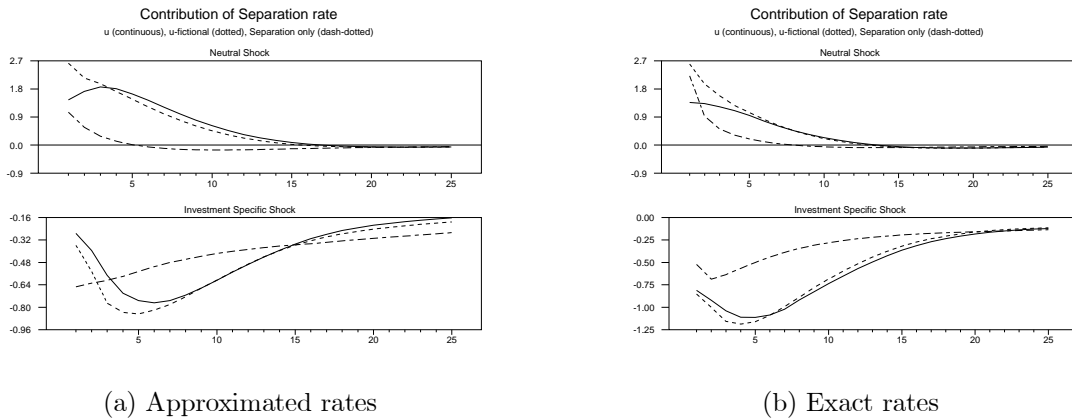 Contribution of Separation rate
u (continuous), u-fictional (dotted), Separation only (dash-dotted)
Neutral Shock
2.7
1.8
0.9
0.0
-0.9
5 10 15 20 25
Investment Specific Shock
-0.16
-0.32
-0.48
-0.64
-0.80
-0.96
5 10 15 20 25
(a) Approximated rates
Contribution of Separation rate
u (continuous), u-fictional (dotted), Separation only (dash-dotted)
Neutral Shock
2.7
1.8
0.9
0.0
-0.9
5 10 15 20 25
Investment Specific Shock
0.00
-0.25
-0.50
-0.75
-1.00
-1.25
5 10 15 20 25
(b) Exact rates